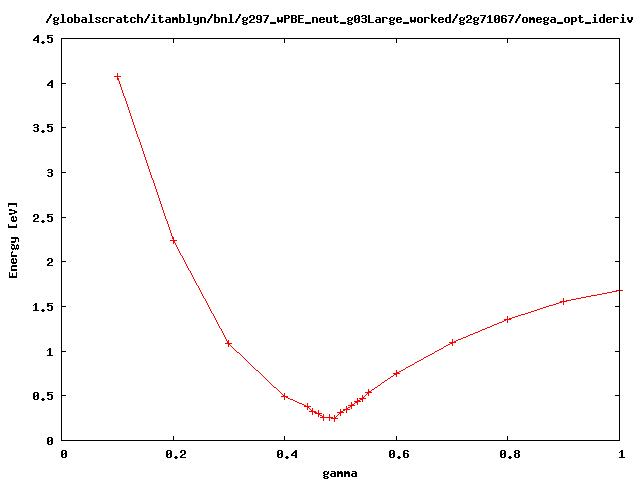 /globalscratch/itamblyn/bnl/g297_wPBE_neut_g03Large_worked/g2g71067/omega_opt_ideriv
4.5
4
3.5
3
2.5
2
1.5
1
0.5
0
Energy [eV]
0 0.2 0.4 0.6 0.8 1
gamma